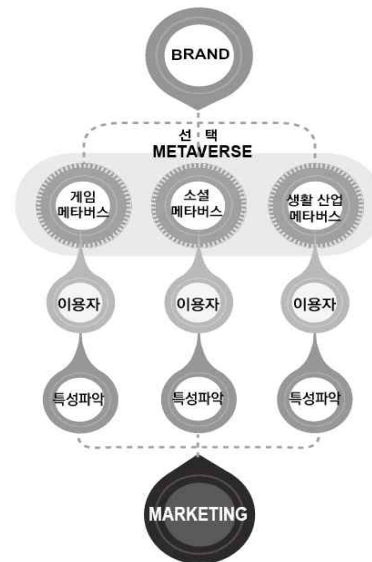 BRAND
선 택
METAVERSE
게임
메타버스
소셜
메타버스
생활 산업
메타버스
이용자
이용자
이용자
특성파악
특성파악
특성파악
MARKETING